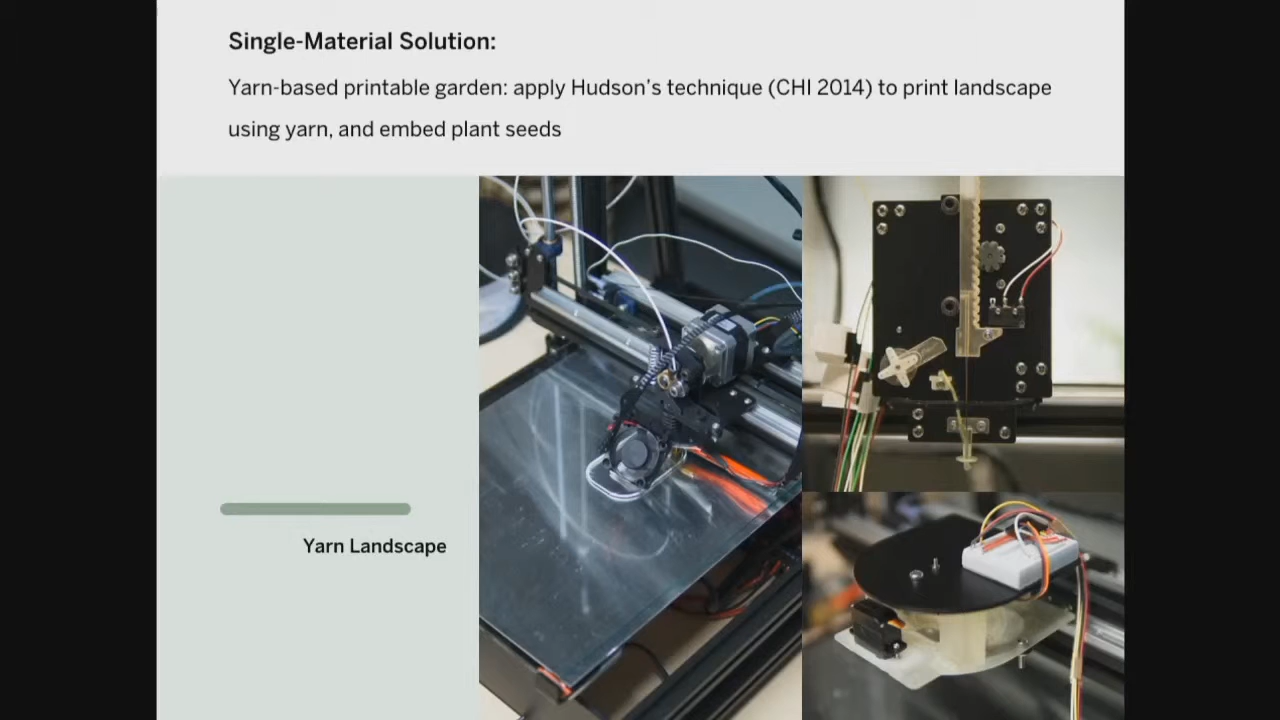 Single-Material Solution:
Yarn-based printable garden: apply Hudson's technique (CHI 2014) to print landscape
using yarn, and embed plant seeds
Yarn Landscape